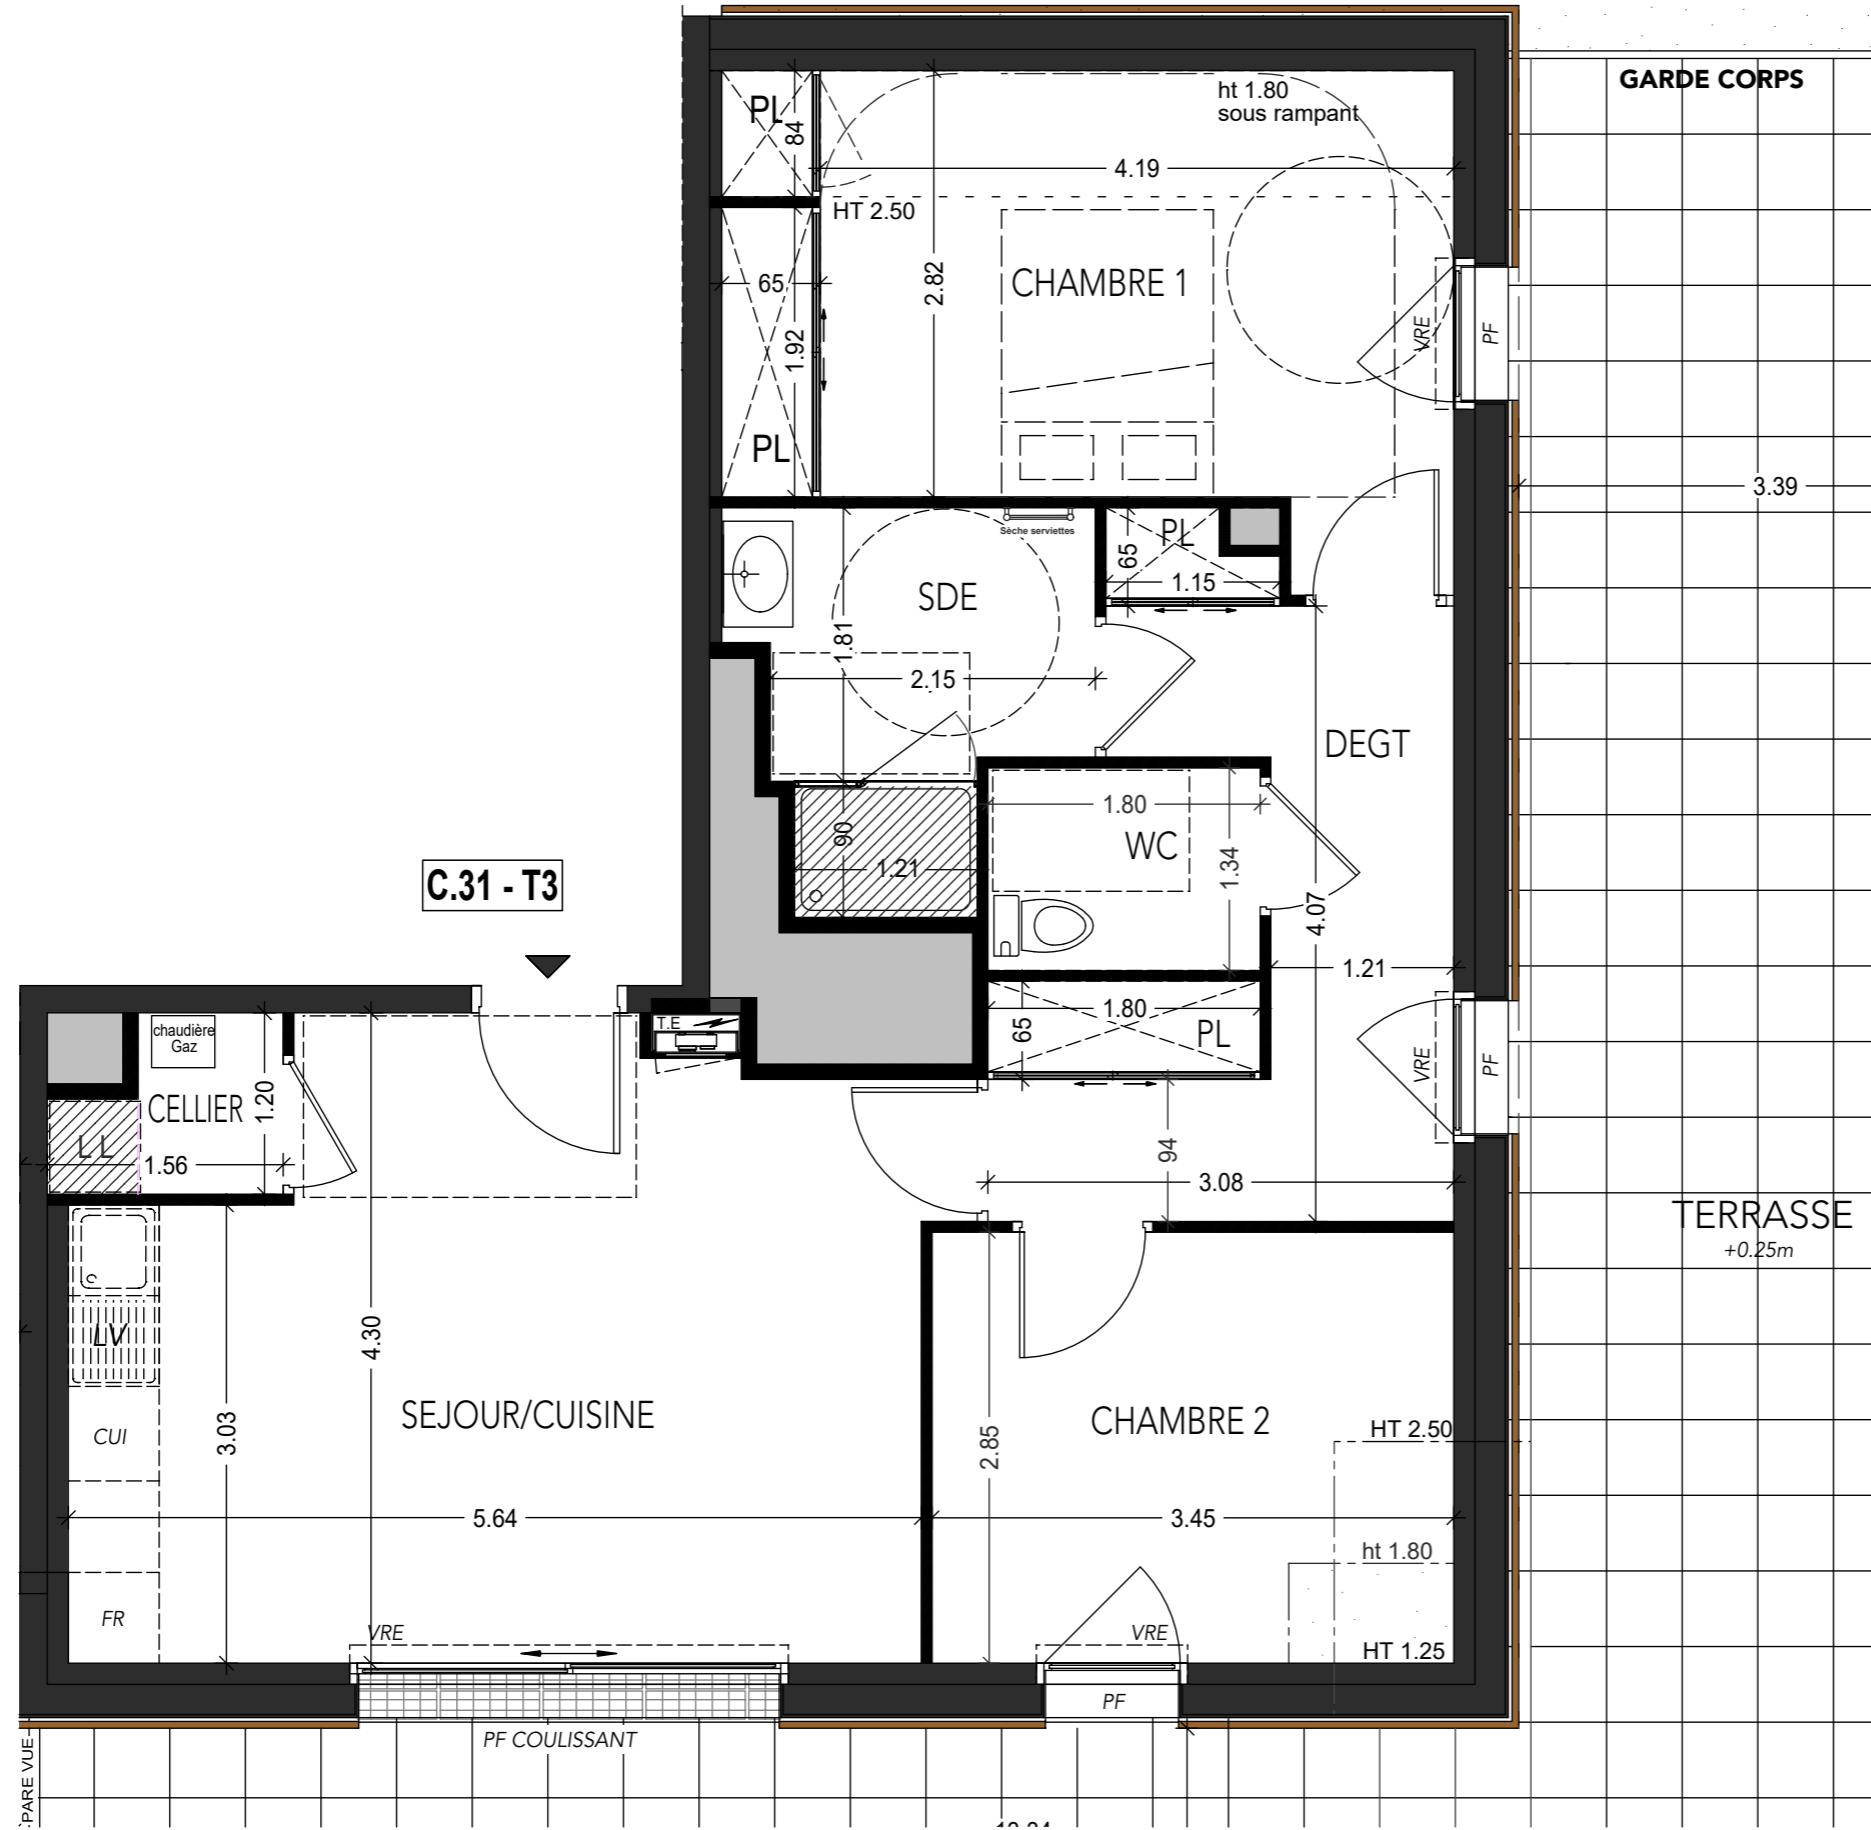 GARDE CORPS
ht 1.80
sous rampant
PL
84
4.19
HT 2.50
65
2.82
CHAMBRE 1
1.92
VRE
PF
PL
3.39
Sèche serviettes
PL
65
1.15
SDE
1.81
2.15
DEGT
1.80
WC
90
1.21
1.34
4.07
C.31 - T3
1.21
1.80
65
PL
T.E
chaudière
Gaz
CELLIER
1.20
LL
1.56
VRE
PF
94
3.08
TERRASSE
+0.25m
LV
4.30
CUI
3.03
SEJOUR/CUISINE
CHAMBRE 2
2.85
HT 2.50
5.64
3.45
ht 1.80
FR
VRE
VRE
HT 1.25
PF
PF COULISSANT
PARE VUE